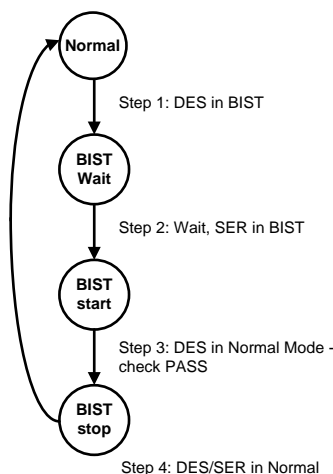 Normal
Step 1: DES in BIST
BIST
Wait
Step 2: Wait, SER in BIST
BIST
start
Step 3: DES in Normal Mode -
check PASS
BIST
stop
Step 4: DES/SER in Normal